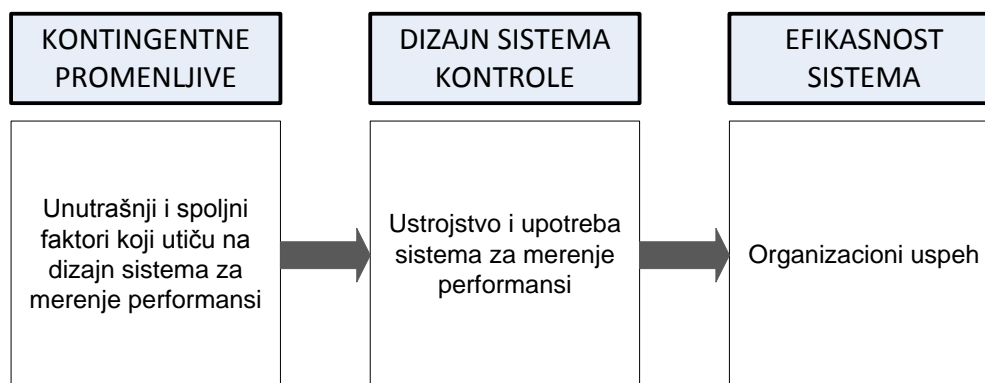 KONTINGENTNE
PROMENLJIVE
DIZAJN SISTEMA
KONTROLE
EFIKASNOST
SISTEMA
Unutrašnji i spoljni
faktori koji utiču na
dizajn sistema za
merenje performansi
Ustrojstvo i upotreba
sistema za merenje
performansi
Organizacioni uspeh